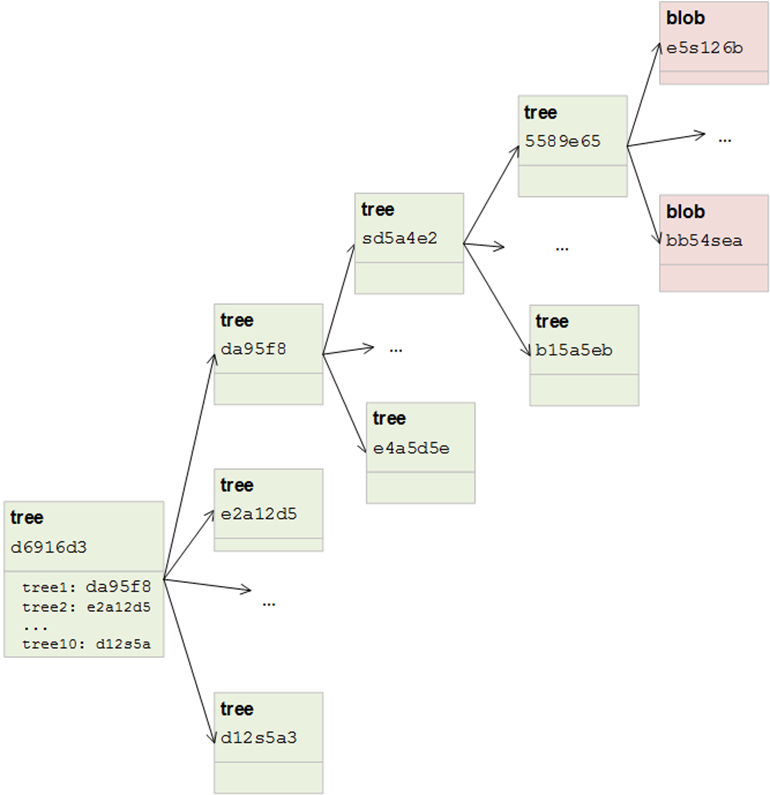 blob
e5s126b
tree
5589e65
...
blob
bb54sea
tree
sd5a4e2
...
tree
b15a5eb
tree
da95f8
...
tree
e4a5d5e
tree
e2a12d5
tree
d6916d3
tree1: da95f8
tree2: e2a12d5
...
tree10: d12s5a
...
tree
d12s5a3